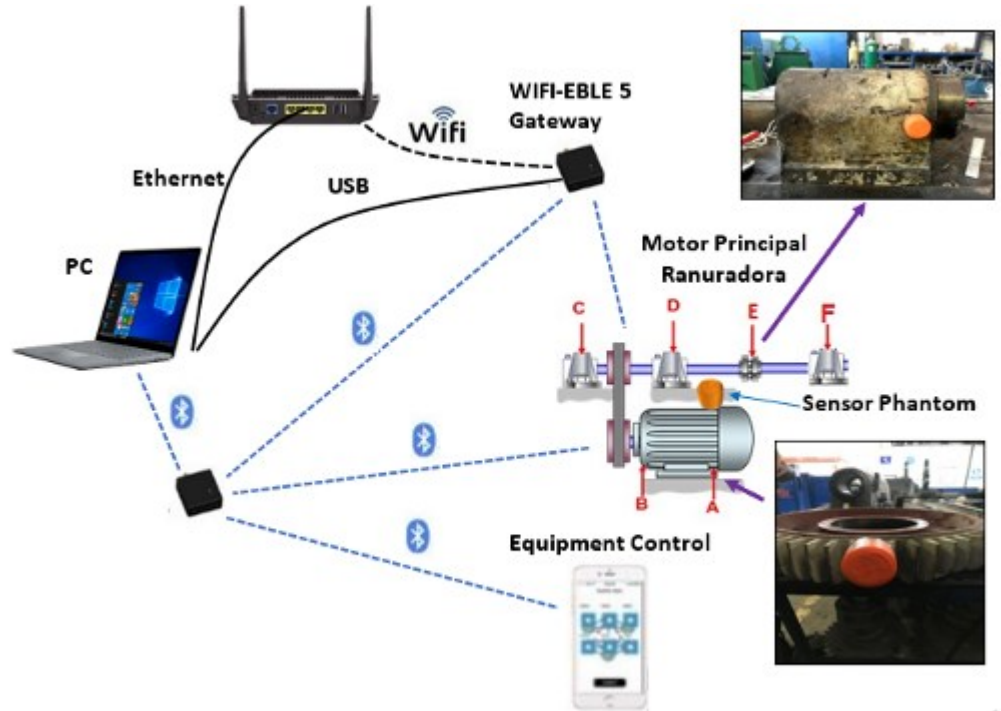 WIFI-EBLE 5
Gateway
Wifi
Ethernet
USB
PC
Motor Principal
Ranuradora
C
D
E
F
Sensor Phantom
B
A
Equipment Control